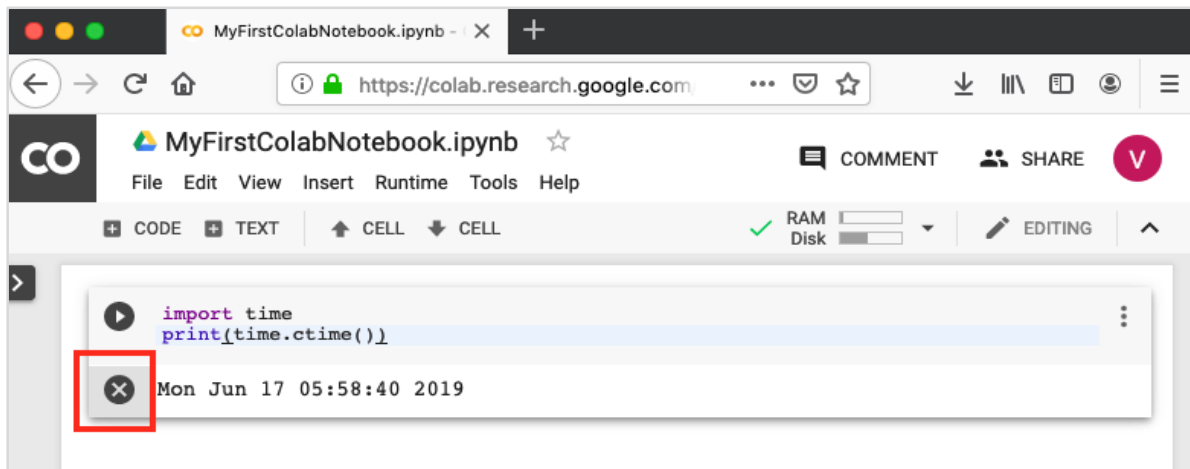 CO MyFirstColabNotebook.ipynb - (
https://colab.research.google.com/
CO
MyFirstColabNotebook.ipynb
COMMENT SHARE V
File Edit View Insert Runtime Tools Help
CODE TEXT CELL CELL
RAM
Disk
EDITING
import time
print(time.ctime())
Mon Jun 17 05:58:40 2019